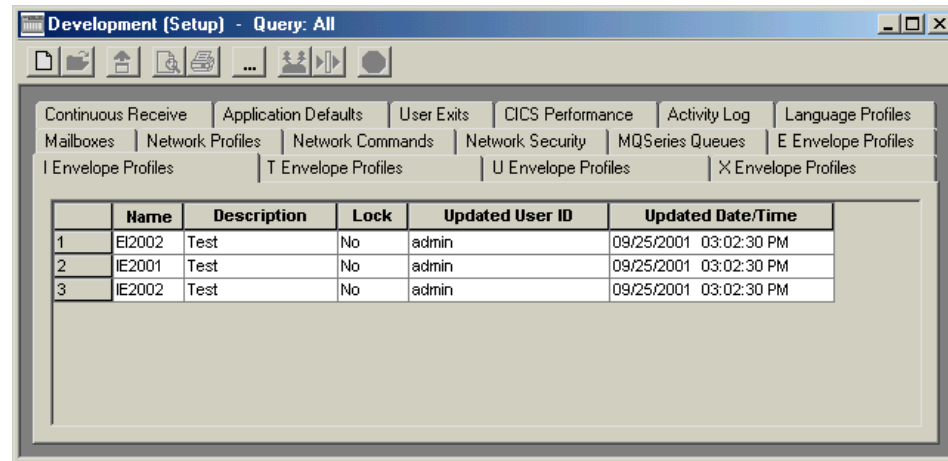 Development (Setup) - Query: All
...
Continuous Receive Application Defaults User Exits CICS Performance Activity Log Language Profiles
Mailboxes Network Profiles Network Commands Network Security MQSeries Queues E Envelope Profiles
I Envelope Profiles T Envelope Profiles U Envelope Profiles X Envelope Profiles
Name Description Lock Updated User ID Updated Date/Time
1 EI2002 Test No admin 09/25/2001 03:02:30 PM
2 IE2001 Test No admin 09/25/2001 03:02:30 PM
3 IE2002 Test No admin 09/25/2001 03:02:30 PM